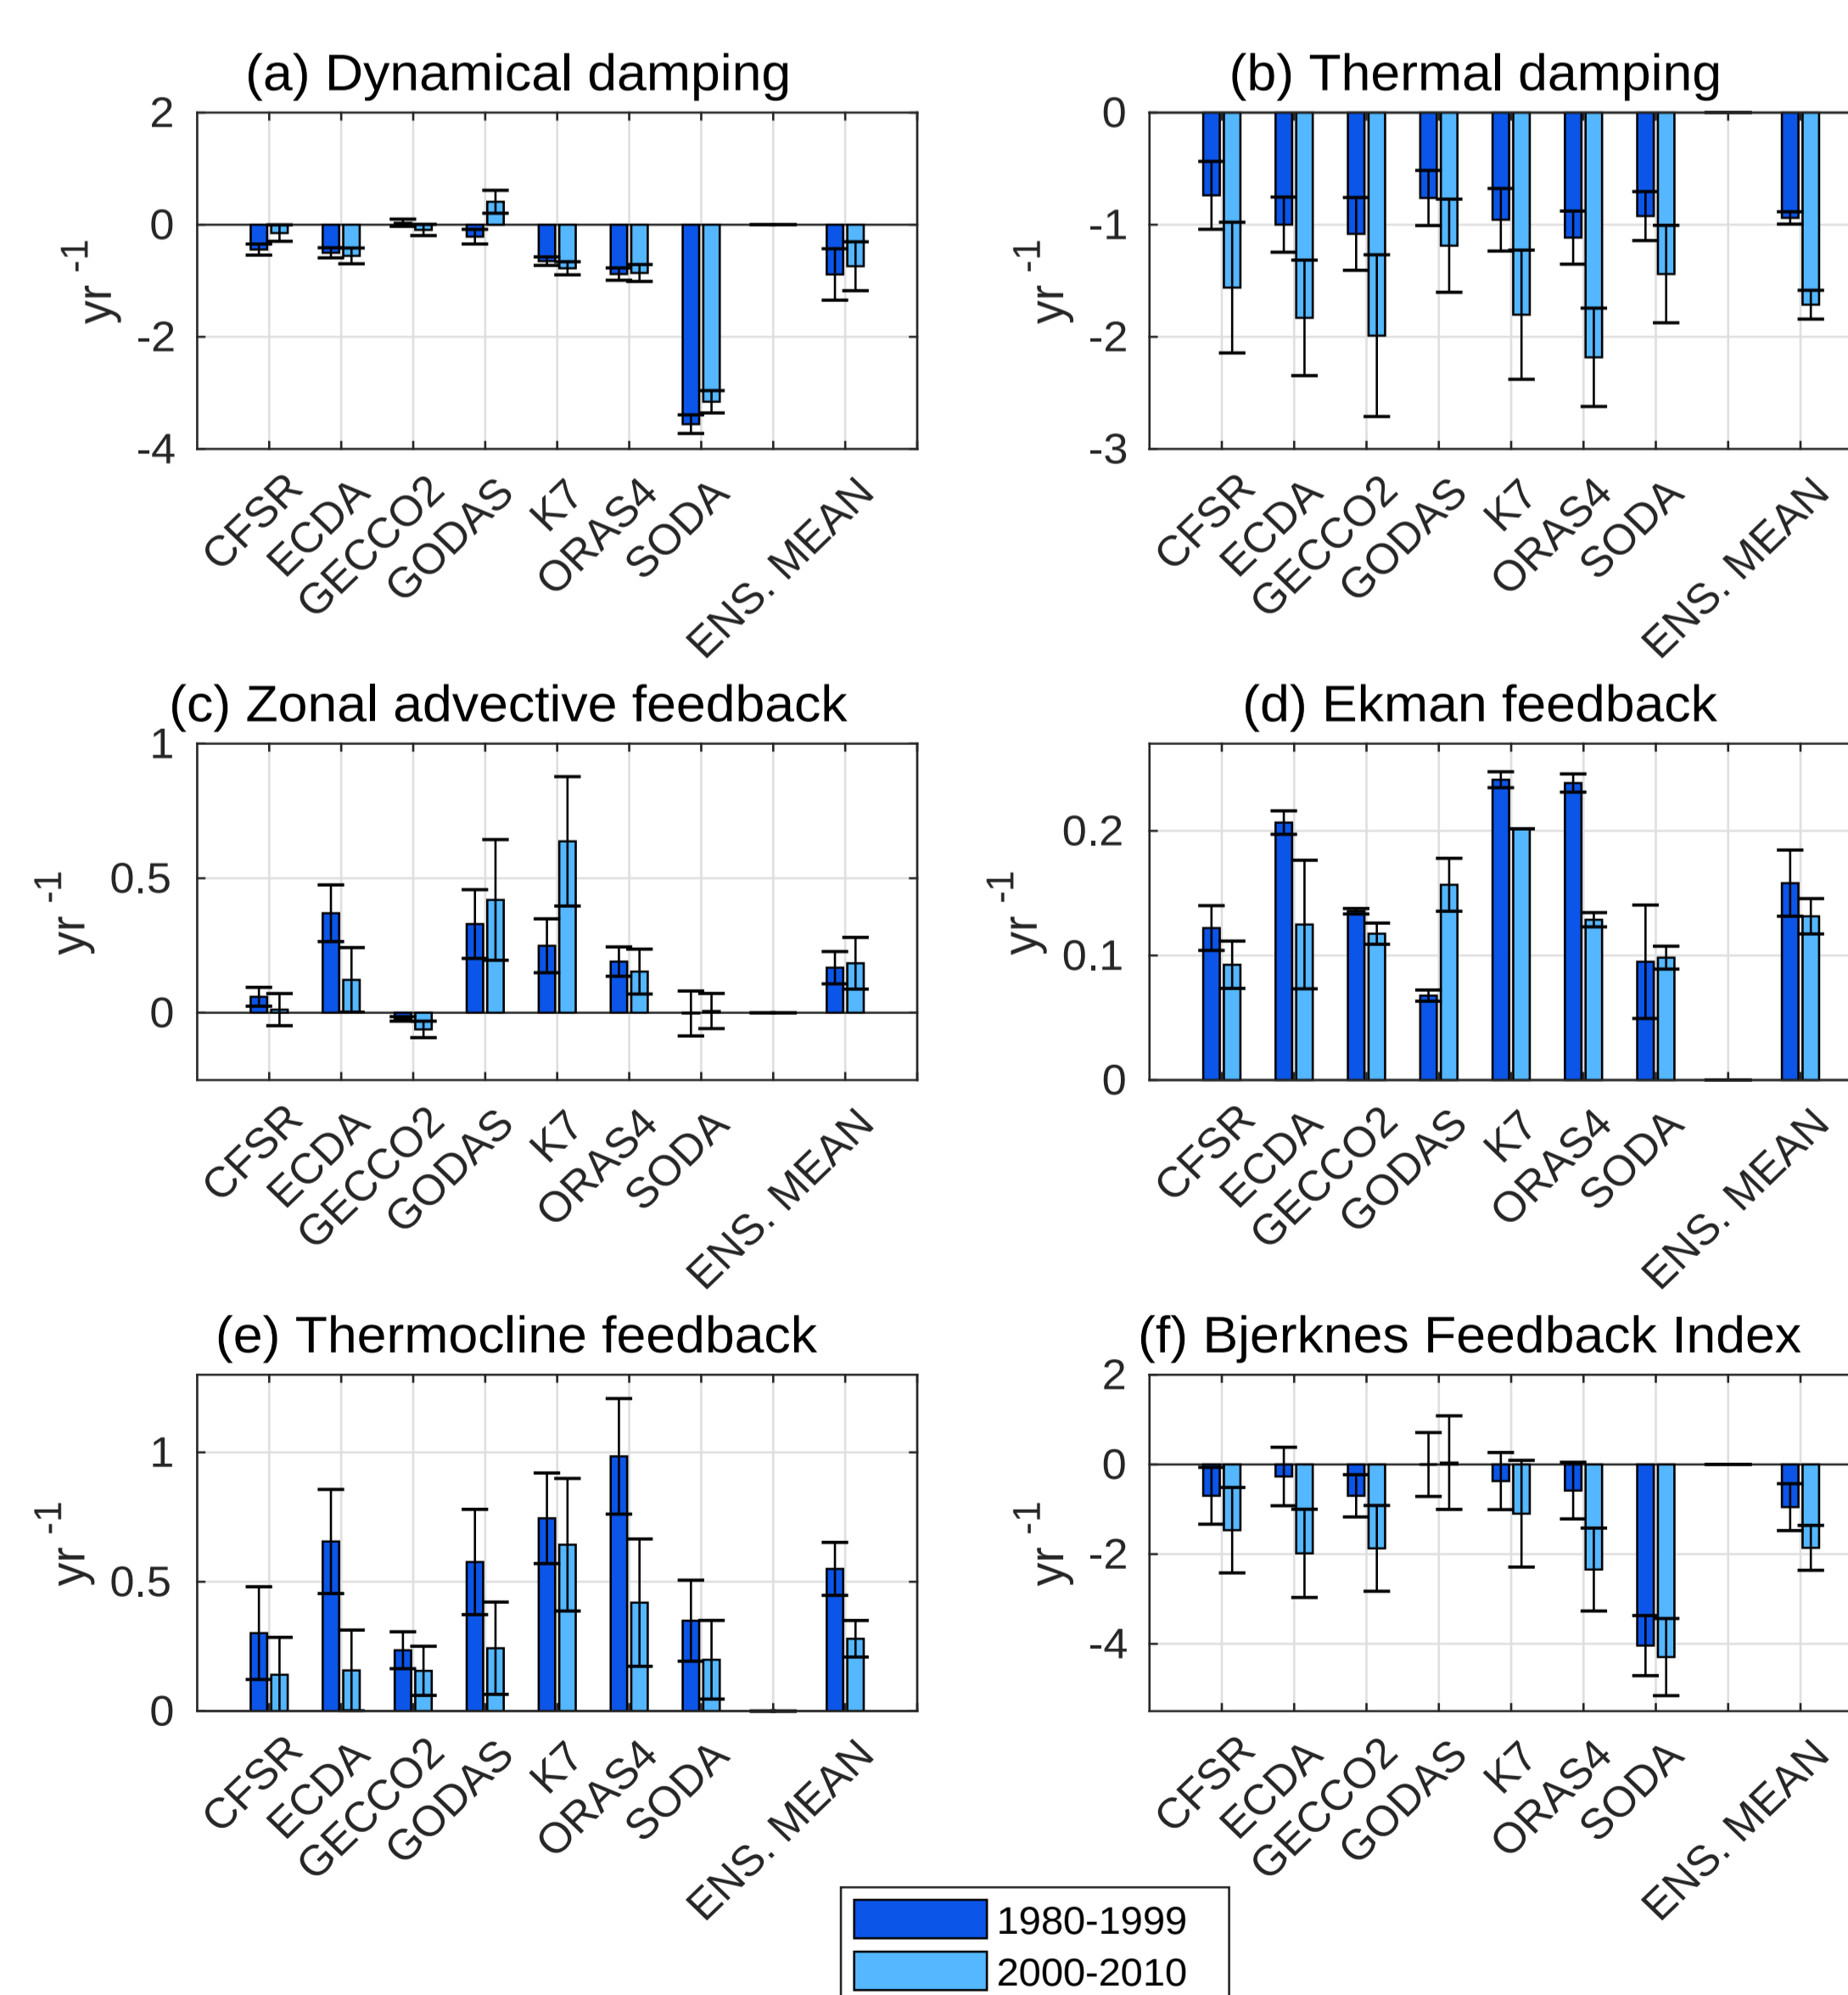 (a) Dynamical damping
2
0
-2
-4
yr -1
CFSR
ECDA
GECCO2
GODAS
K7
ORAS4
SODA
ENS. MEAN
(b) Thermal damping
0
-1
-2
-3
yr -1
CFSR
ECDA
GECCO2
GODAS
K7
ORAS4
SODA
ENS. MEAN
(c) Zonal advective feedback
1
0.5
0
yr -1
CFSR
ECDA
GECCO2
GODAS
K7
ORAS4
SODA
ENS. MEAN
(d) Ekman feedback
0.2
0.1
0
yr -1
CFSR
ECDA
GECCO2
GODAS
K7
ORAS4
SODA
ENS. MEAN
(e) Thermocline feedback
1
0.5
0
yr -1
CFSR
ECDA
GECCO2
GODAS
K7
ORAS4
SODA
ENS. MEAN
(f) Bjerknes Feedback Index
2
0
-2
-4
yr -1
CFSR
ECDA
GECCO2
GODAS
K7
ORAS4
SODA
ENS. MEAN
1980-1999
2000-2010